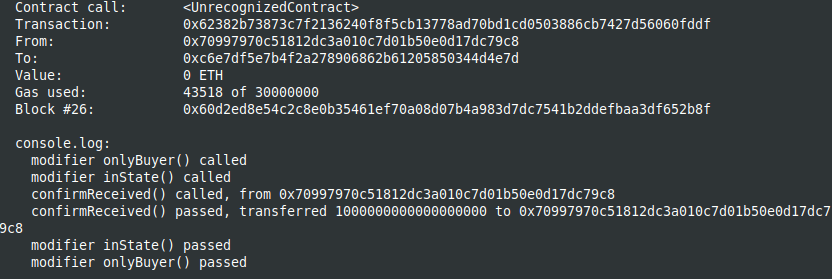 Contract call: <UnrecognizedContract>
Transaction: 0x62382b73873c7f2136240f8f5cb13778ad70bd1cd0503886cb7427d56060fddf
From: 0x70997970c51812dc3a010c7d01b50e0d17dc79c8
To: 0xc6e7df5e7b4f2a278906862b61205850344d4e7d
Value: 0 ETH
Gas used: 43518 of 30000000
Block #26: 0x60d2ed8e54c2c8e0b35461ef70a08d07b4a983d7dc7541b2ddefbaa3df652b8f
console.log:
modifier onlyBuyer() called
modifier inState() called
confirmReceived() called, from 0x70997970c51812dc3a010c7d01b50e0d17dc79c8
confirmReceived() passed, transferred 1000000000000000000 to 0x70997970c51812dc3a010c7d01b50e0d17dc7
9c8
modifier inState() passed
modifier onlyBuyer() passed